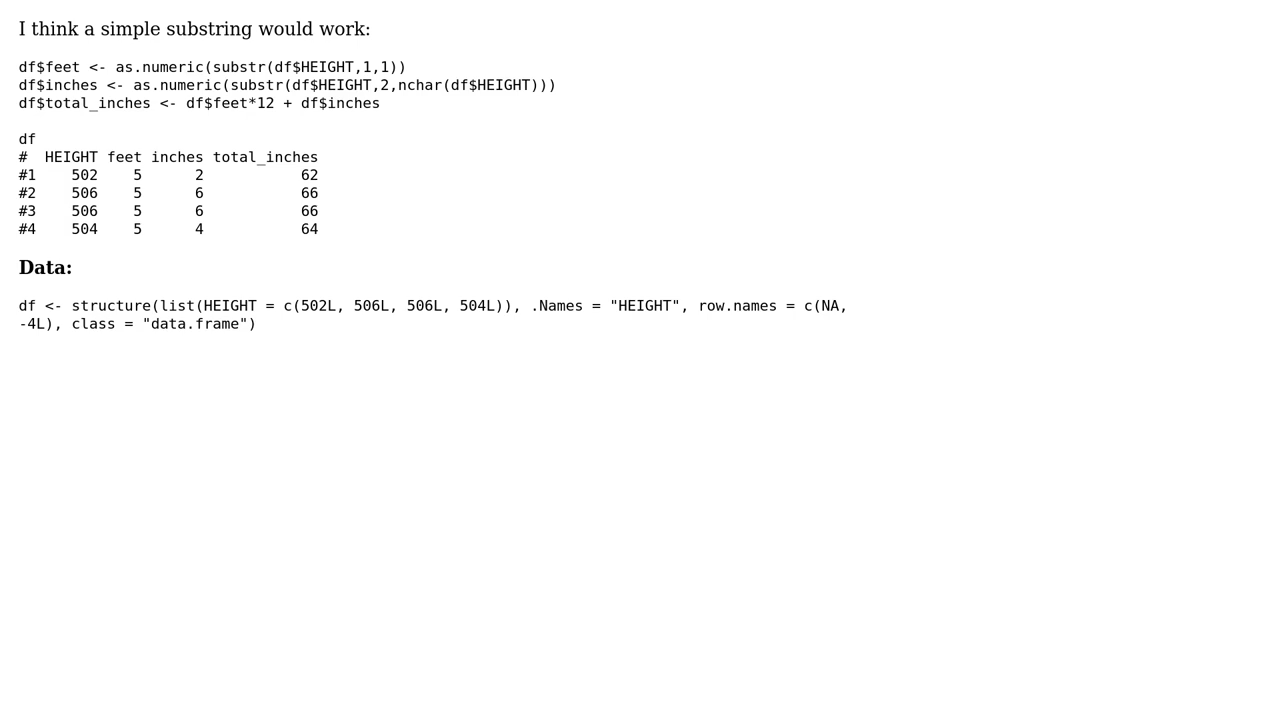 I think a simple substring would work:
df$feet <- as.numeric(substr(df$HEIGHT,1,1))
df$inches <- as.numeric(substr(df$HEIGHT,2,nchar(df$HEIGHT)))
df$total_inches <- df$feet*12 + df$inches
df
#  HEIGHT feet inches total_inches
#1    502    5      2           62
#2    506    5      6           66
#3    506    5      6           66
#4    504    5      4           64
Data:
df <- structure(list(HEIGHT = c(502L, 506L, 506L, 504L)), .Names = "HEIGHT", row.names = c(NA,
-4L), class = "data.frame")